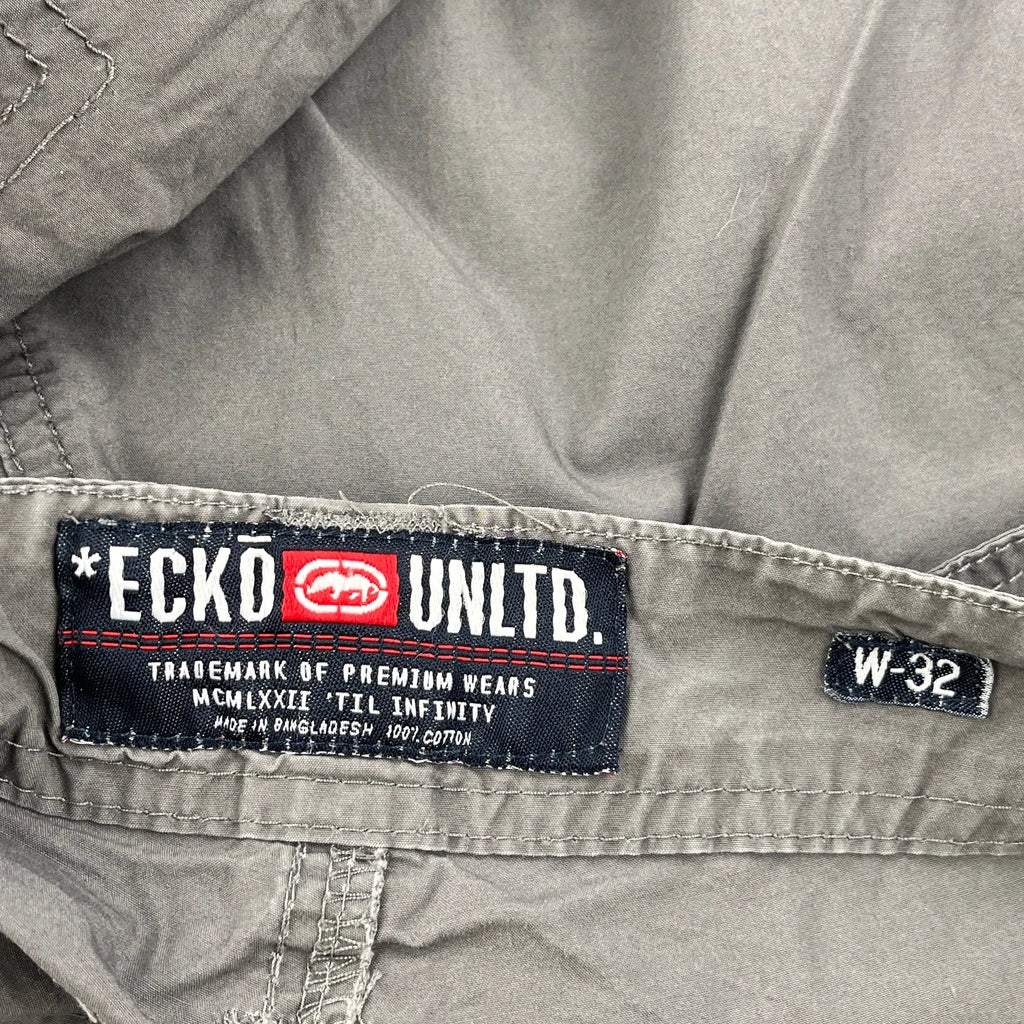 *ECKŌ UNLTD.
TRADEMARK OF PREMIUM WEARS
MCMLXXII 'TIL INFINITY
MADE IN BANGLADESH 100% COTTON
W-32